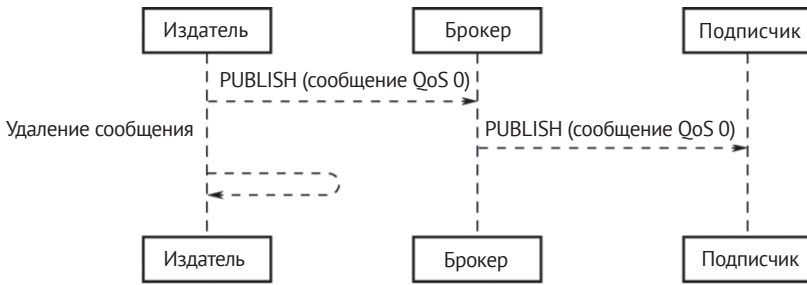 Издатель
Брокер
Подписчик
PUBLISH (сообщение QoS 0)
Удаление сообщения
PUBLISH (сообщение QoS 0)
Издатель
Брокер
Подписчик